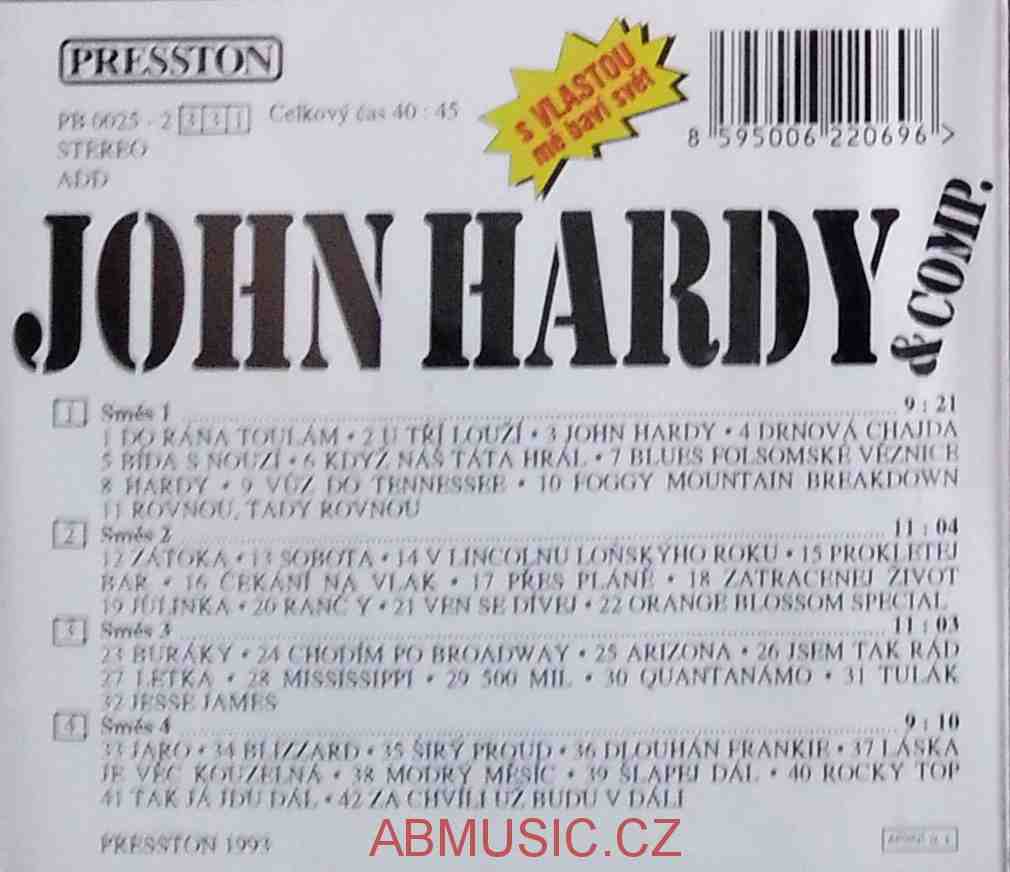 PRESSTON
PB 0025 - 2 331 Celkový čas 40 : 45
STEREO
ADD
s VLASTOU
mě baví svět
8 595006 220696 >
JOHN HARDY
& COMP.
1 Směs 1 9 : 21
1 DO RÁNA TOULÁM • 2 U TŘÍ LOUŽÍ • 3 JOHN HARDY • 4 DRNOVÁ CHAJDA
5 BÍDA S NOUZÍ • 6 KDYŽ NÁŠ TÁTA HRÁL • 7 BLUES FOLSOMSKÉ VĚZNICE
8 HARDY • 9 VŮZ DO TENNESSEE • 10 FOGGY MOUNTAIN BREAKDOWN
11 ROVNOU, TADY ROVNOU
2 Směs 2 11 : 04
12 ZÁTOKA • 13 SOBOTA • 14 V LINCOLNU LOŇSKÝHO ROKU • 15 PROKLETEJ
BAR • 16 ČEKÁNÍ NA VLAK • 17 PŘES PLÁNĚ • 18 ZATRACENEJ ŽIVOT
19 JULINKA • 20 RANČ Y • 21 VEN SE DÍVEJ • 22 ORANGE BLOSSOM SPECIAL
3 Směs 3 11 : 03
23 BURÁKY • 24 CHODÍM PO BROADWAY • 25 ARIZONA • 26 JSEM TAK RÁD
27 LETKA • 28 MISSISSIPPI • 29 500 MIL • 30 QUANTANÁMO • 31 TULÁK
32 JESSE JAMES
4 Směs 4 9 : 10
33 JARO • 34 BLIZZARD • 35 ŠIRÝ PROUD • 36 DLOUHÁN FRANKIE • 37 LÁSKA
JE VĚC KOUZELNÁ • 38 MODRÝ MĚSÍC • 39 ŠLAPEJ DÁL • 40 ROCKY TOP
41 TAK JÁ JDU DÁL • 42 ZA CHVÍLI UŽ BUDU V DÁLI
PRESSTON 1993
ABMUSIC.CZ